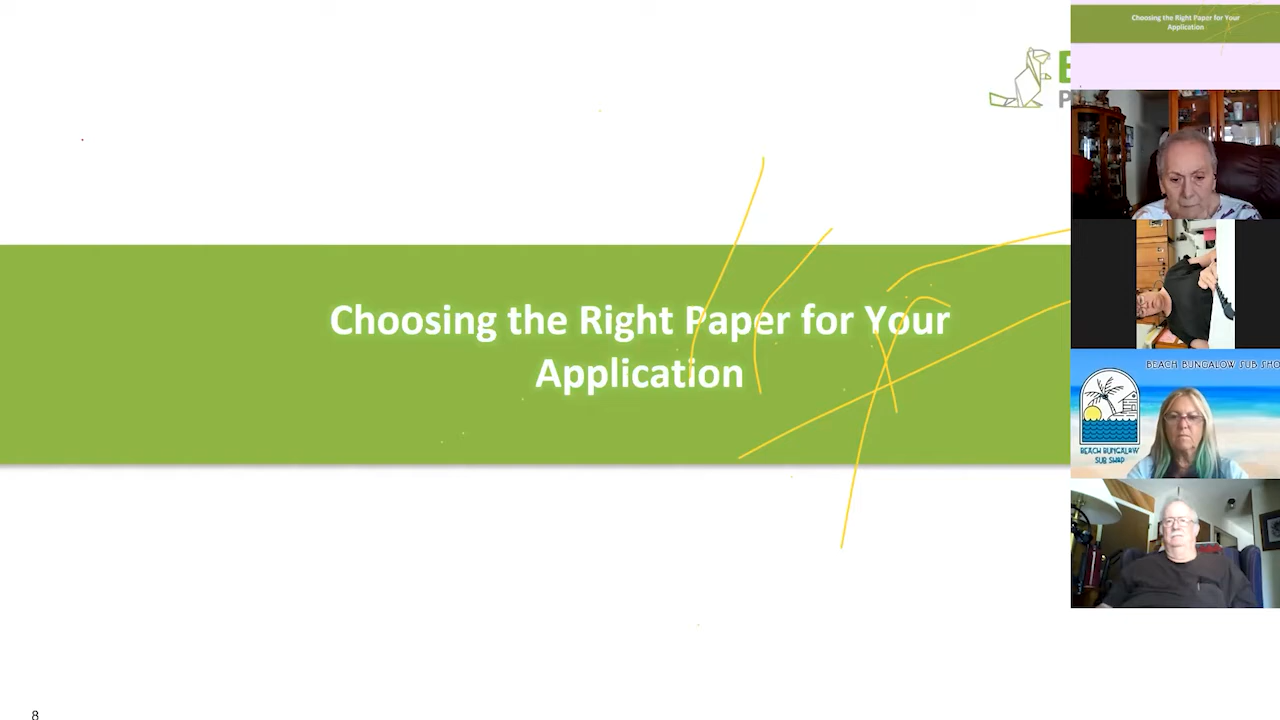 Choosing the Right Paper for Your
Application
8
Choosing the Right Paper for Your
Application
BEACH BUNGALOW SUB SHO
BEACH BUNGALOW
SUB SHOP